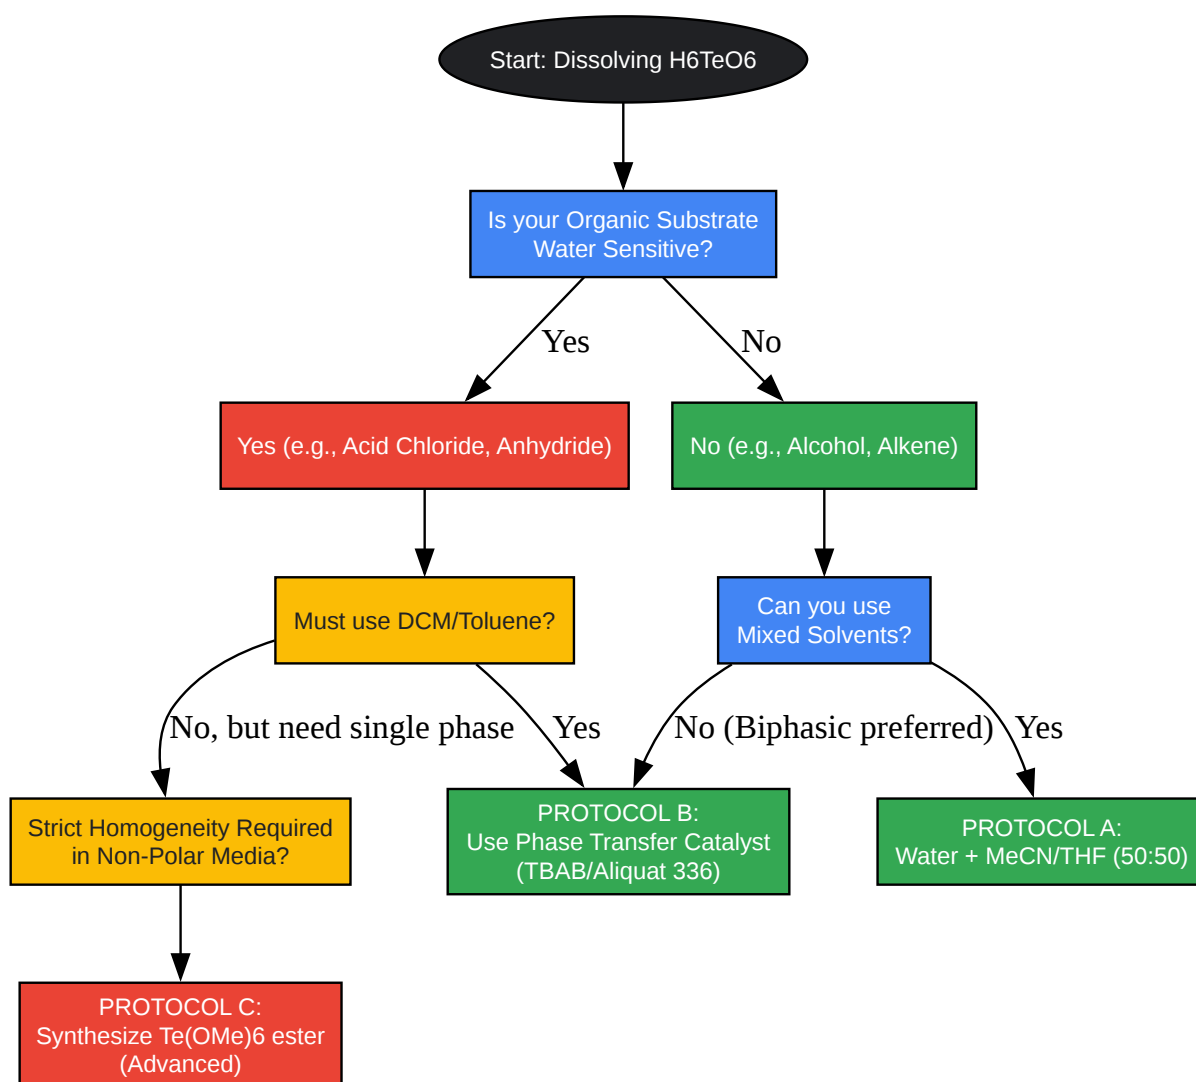 Start: Dissolving H6TeO6
Is your Organic Substrate
Water Sensitive?
Yes
No
Yes (e.g., Acid Chloride, Anhydride)
No (e.g., Alcohol, Alkene)
Must use DCM/Toluene?
Can you use
Mixed Solvents?
No, but need single phase
Yes
No (Biphasic preferred)
Yes
Strict Homogeneity Required
in Non-Polar Media?
PROTOCOL B:
Use Phase Transfer Catalyst
(TBAB/Aliquat 336)
PROTOCOL A:
Water + MeCN/THF (50:50)
PROTOCOL C:
Synthesize Te(OMe)6 ester
(Advanced)